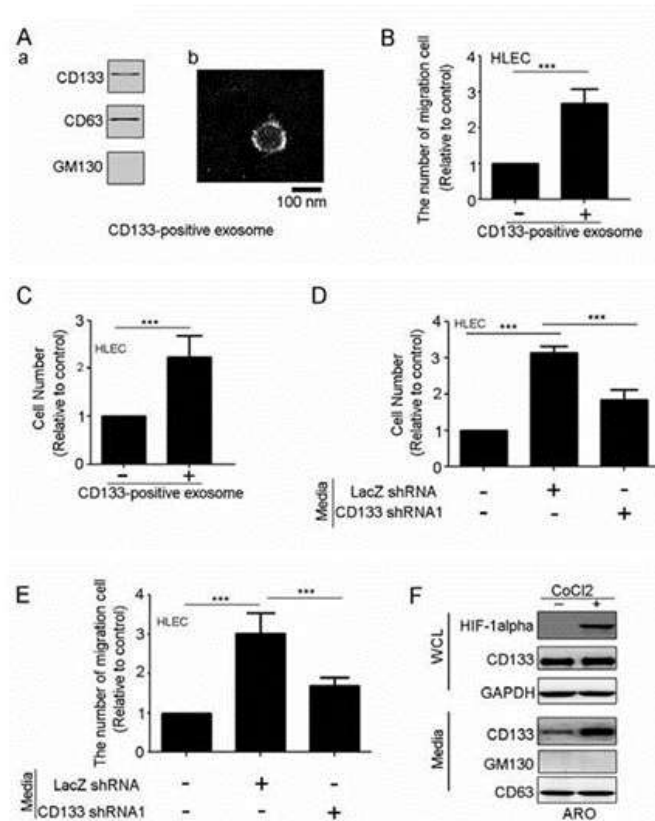 A
a
CD133
CD63
GM130
b
100 nm
CD133-positive exosome
B
HLEC
***
The number of migration cell
(Relative to control)
4
3
2
1
0
- +
CD133-positive exosome
C
HLEC
***
Cell Number
(Relative to control)
3
2
1
0
- +
CD133-positive exosome
D
HLEC
*** ***
Cell Number
(Relative to control)
4
3
2
1
0
Media
LacZ shRNA - + -
CD133 shRNA1 - - +
E
HLEC
*** ***
The number of migration cell
(Relative to control)
4
3
2
1
0
Media
LacZ shRNA - + -
CD133 shRNA1 - - +
F
CoCl2
- +
WCL
HIF-1alpha
CD133
GAPDH
Media
CD133
GM130
CD63
ARO